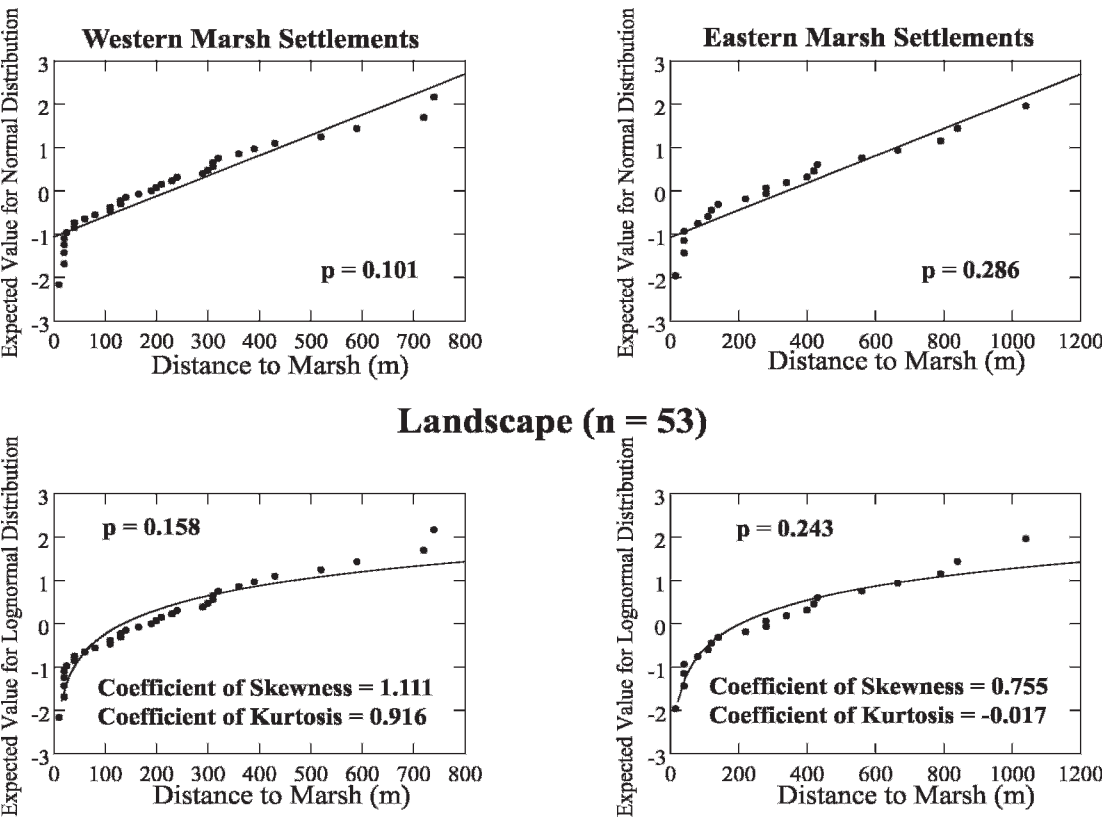 Western Marsh Settlements
Expected Value for Normal Distribution
3
2
1
0
-1
-2
-3
p = 0.101
0 100 200 300 400 500 600 700 800
Distance to Marsh (m)
Eastern Marsh Settlements
Expected Value for Normal Distribution
3
2
1
0
-1
-2
-3
p = 0.286
0 200 400 600 800 1000 1200
Distance to Marsh (m)
Landscape (n = 53)
Expected Value for Lognormal Distribution
3
2
1
0
-1
-2
-3
p = 0.158
Coefficient of Skewness = 1.111
Coefficient of Kurtosis = 0.916
0 100 200 300 400 500 600 700 800
Distance to Marsh (m)
Expected Value for Lognormal Distribution
3
2
1
0
-1
-2
-3
p = 0.243
Coefficient of Skewness = 0.755
Coefficient of Kurtosis = -0.017
0 200 400 600 800 1000 1200
Distance to Marsh (m)